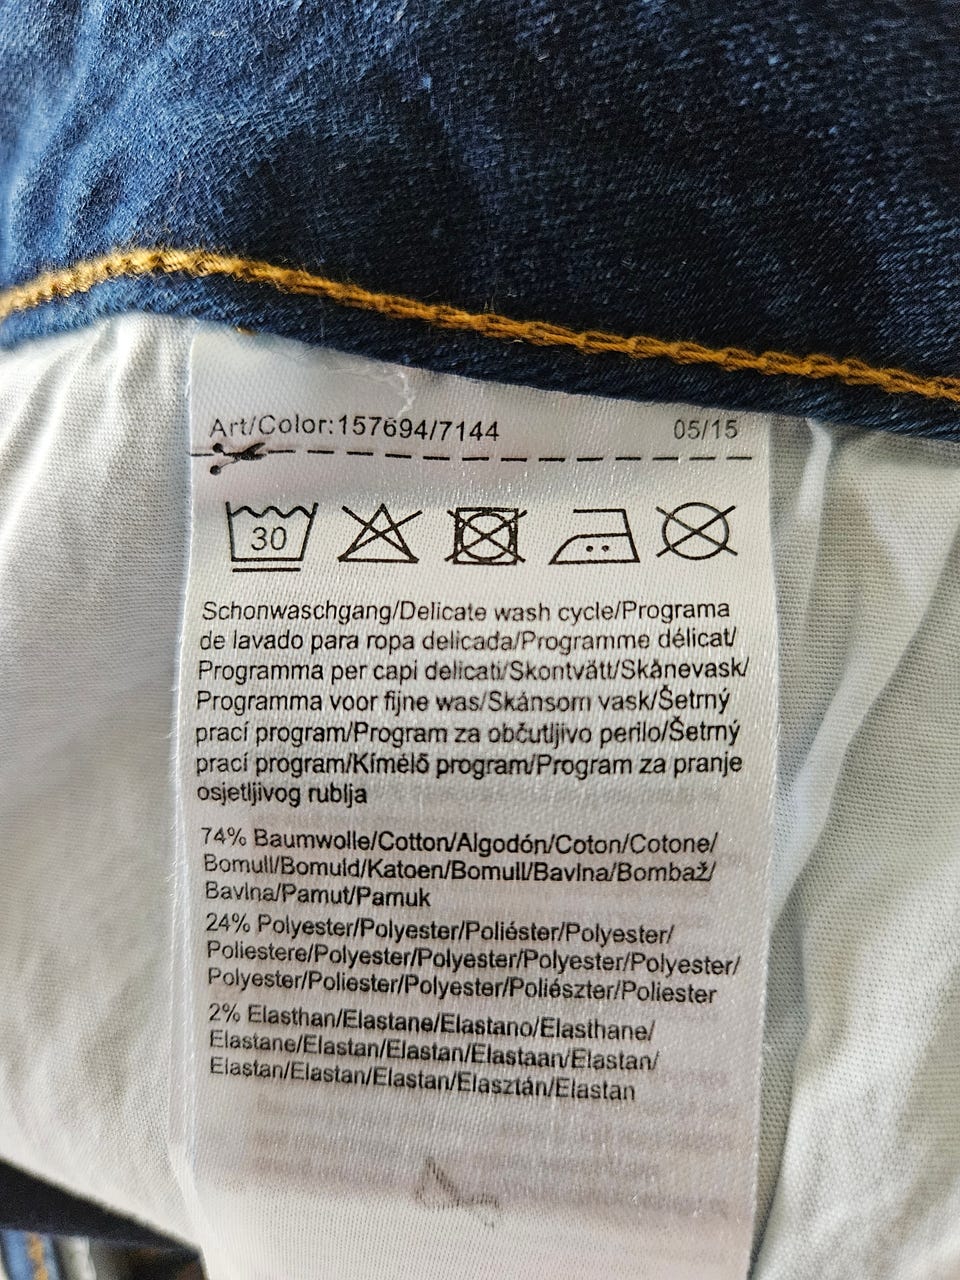 Art/Color:157694/7144 05/15
30
Schonwaschgang/Delicate wash cycle/Programa
de lavado para ropa delicada/Programme délicat/
Programma per capi delicati/Skontvätt/Skånevask/
Programma voor fijne was/Skånsom vask/Šetrný
prací program/Program za občutljivo perilo/Šetrný
prací program/Kímélő program/Program za pranje
osjetljivog rublja
74% Baumwolle/Cotton/Algodón/Coton/Cotone/
Bomull/Bomuld/Katoen/Bomull/Bavlna/Bombaž/
Bavlna/Pamut/Pamuk
24% Polyester/Polyester/Poliéster/Polyester/
Poliestere/Polyester/Polyester/Polyester/Polyester/
Polyester/Poliester/Polyester/Poliészter/Poliester
2% Elasthan/Elastane/Elastano/Elasthane/
Elastane/Elastan/Elastan/Elastaan/Elastan/
Elastan/Elastan/Elastan/Elasztán/Elastan